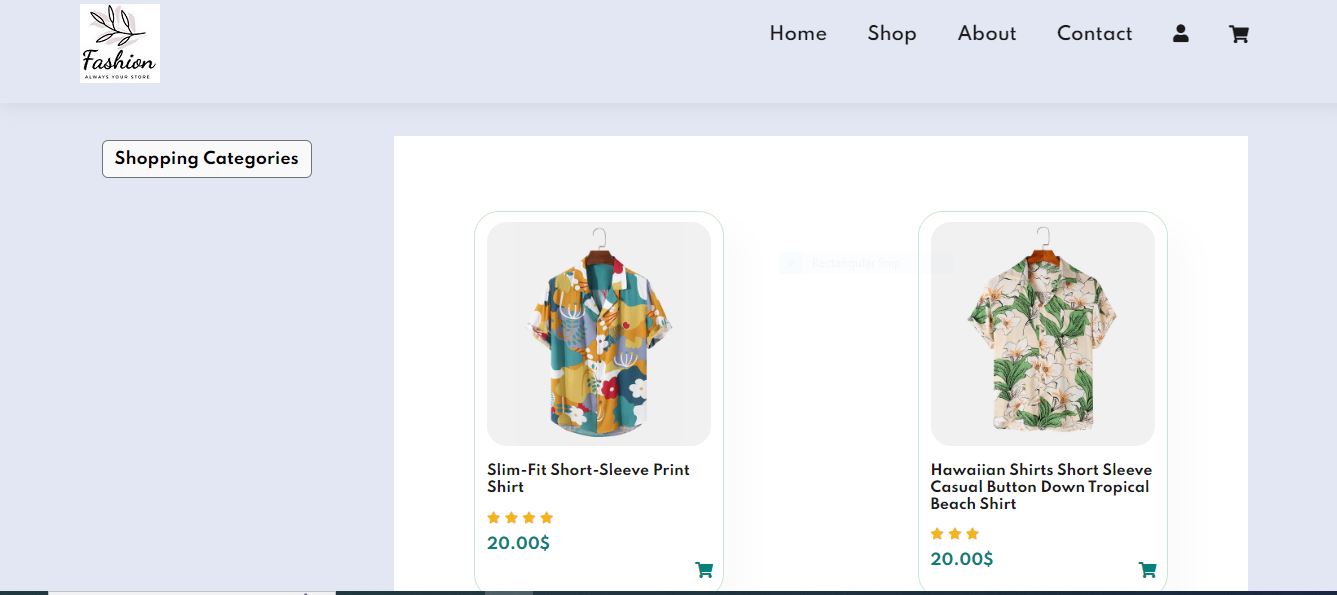 Fashion
ALWAYS YOUR STORE
Home
Shop
About
Contact
Shopping Categories
Rectangular Snip
Slim-Fit Short-Sleeve Print
Shirt
20.00$
Hawaiian Shirts Short Sleeve
Casual Button Down Tropical
Beach Shirt
20.00$